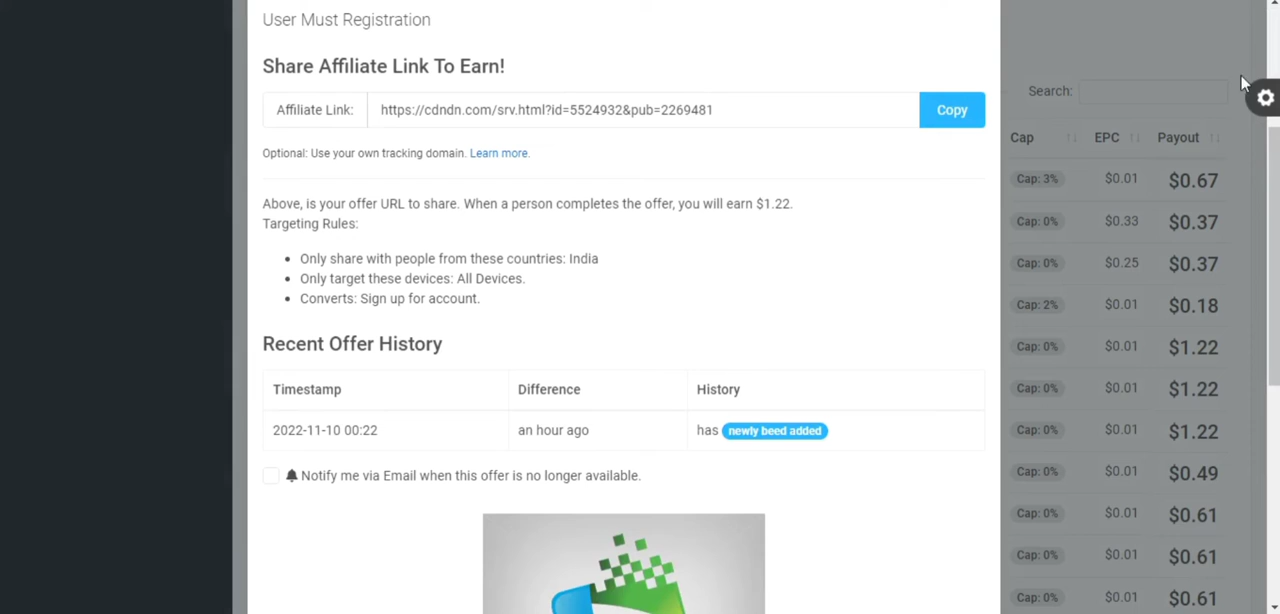 User Must Registration
Share Affiliate Link To Earn!
Affiliate Link: https://cdndn.com/srv.html?id=5524932&pub=2269481 Copy
Optional: Use your own tracking domain. Learn more.
Above, is your offer URL to share. When a person completes the offer, you will earn $1.22.
Targeting Rules:
Only share with people from these countries: India
Only target these devices: All Devices.
Converts: Sign up for account.
Recent Offer History
Timestamp Difference History
2022-11-10 00:22 an hour ago has newly beed added
Notify me via Email when this offer is no longer available.
Search:
Cap EPC Payout
Cap: 3% $0.01 $0.67
Cap: 0% $0.33 $0.37
Cap: 0% $0.25 $0.37
Cap: 2% $0.01 $0.18
Cap: 0% $0.01 $1.22
Cap: 0% $0.01 $1.22
Cap: 0% $0.01 $1.22
Cap: 0% $0.01 $0.49
Cap: 0% $0.01 $0.61
Cap: 0% $0.01 $0.61
Cap: 0% $0.01 $0.61